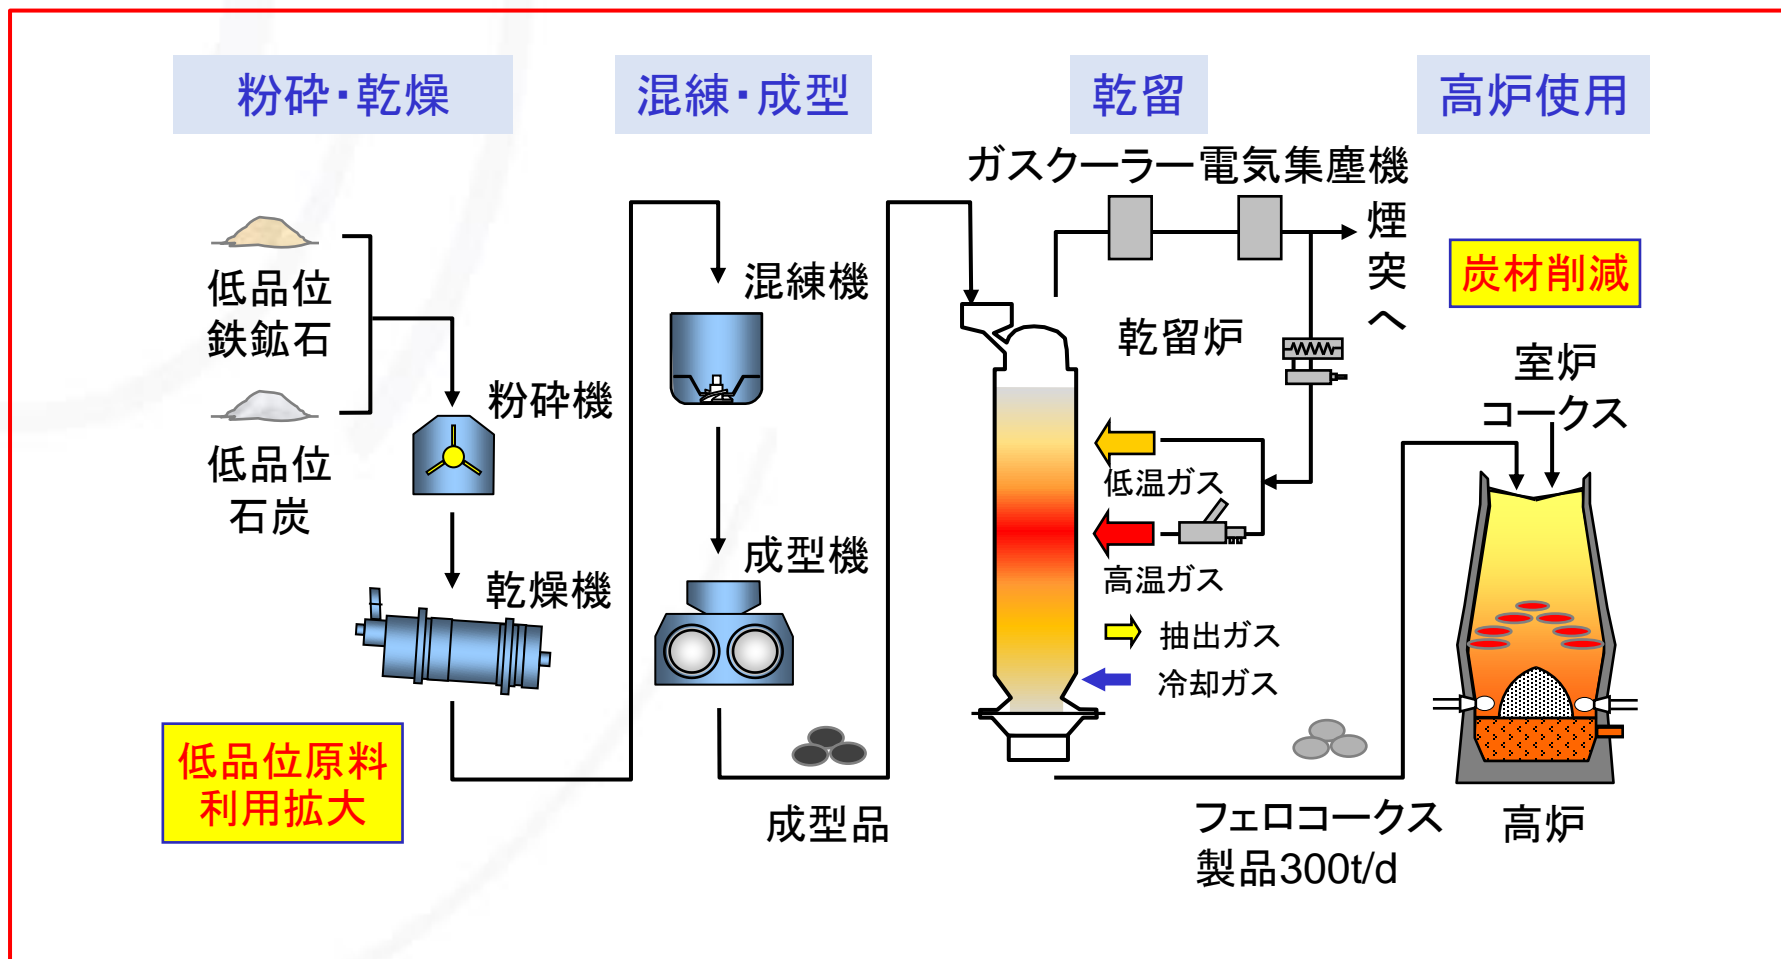 粉砕・乾燥
混練・成型
乾留
高炉使用
低品位
鉄鉱石
低品位
石炭
粉砕機
乾燥機
低品位原料
利用拡大
混練機
成型機
成型品
ガスクーラー
電気集塵機
煙突へ
乾留炉
低温ガス
高温ガス
抽出ガス
冷却ガス
フェロコークス
製品300t/d
炭材削減
室炉
コークス
高炉